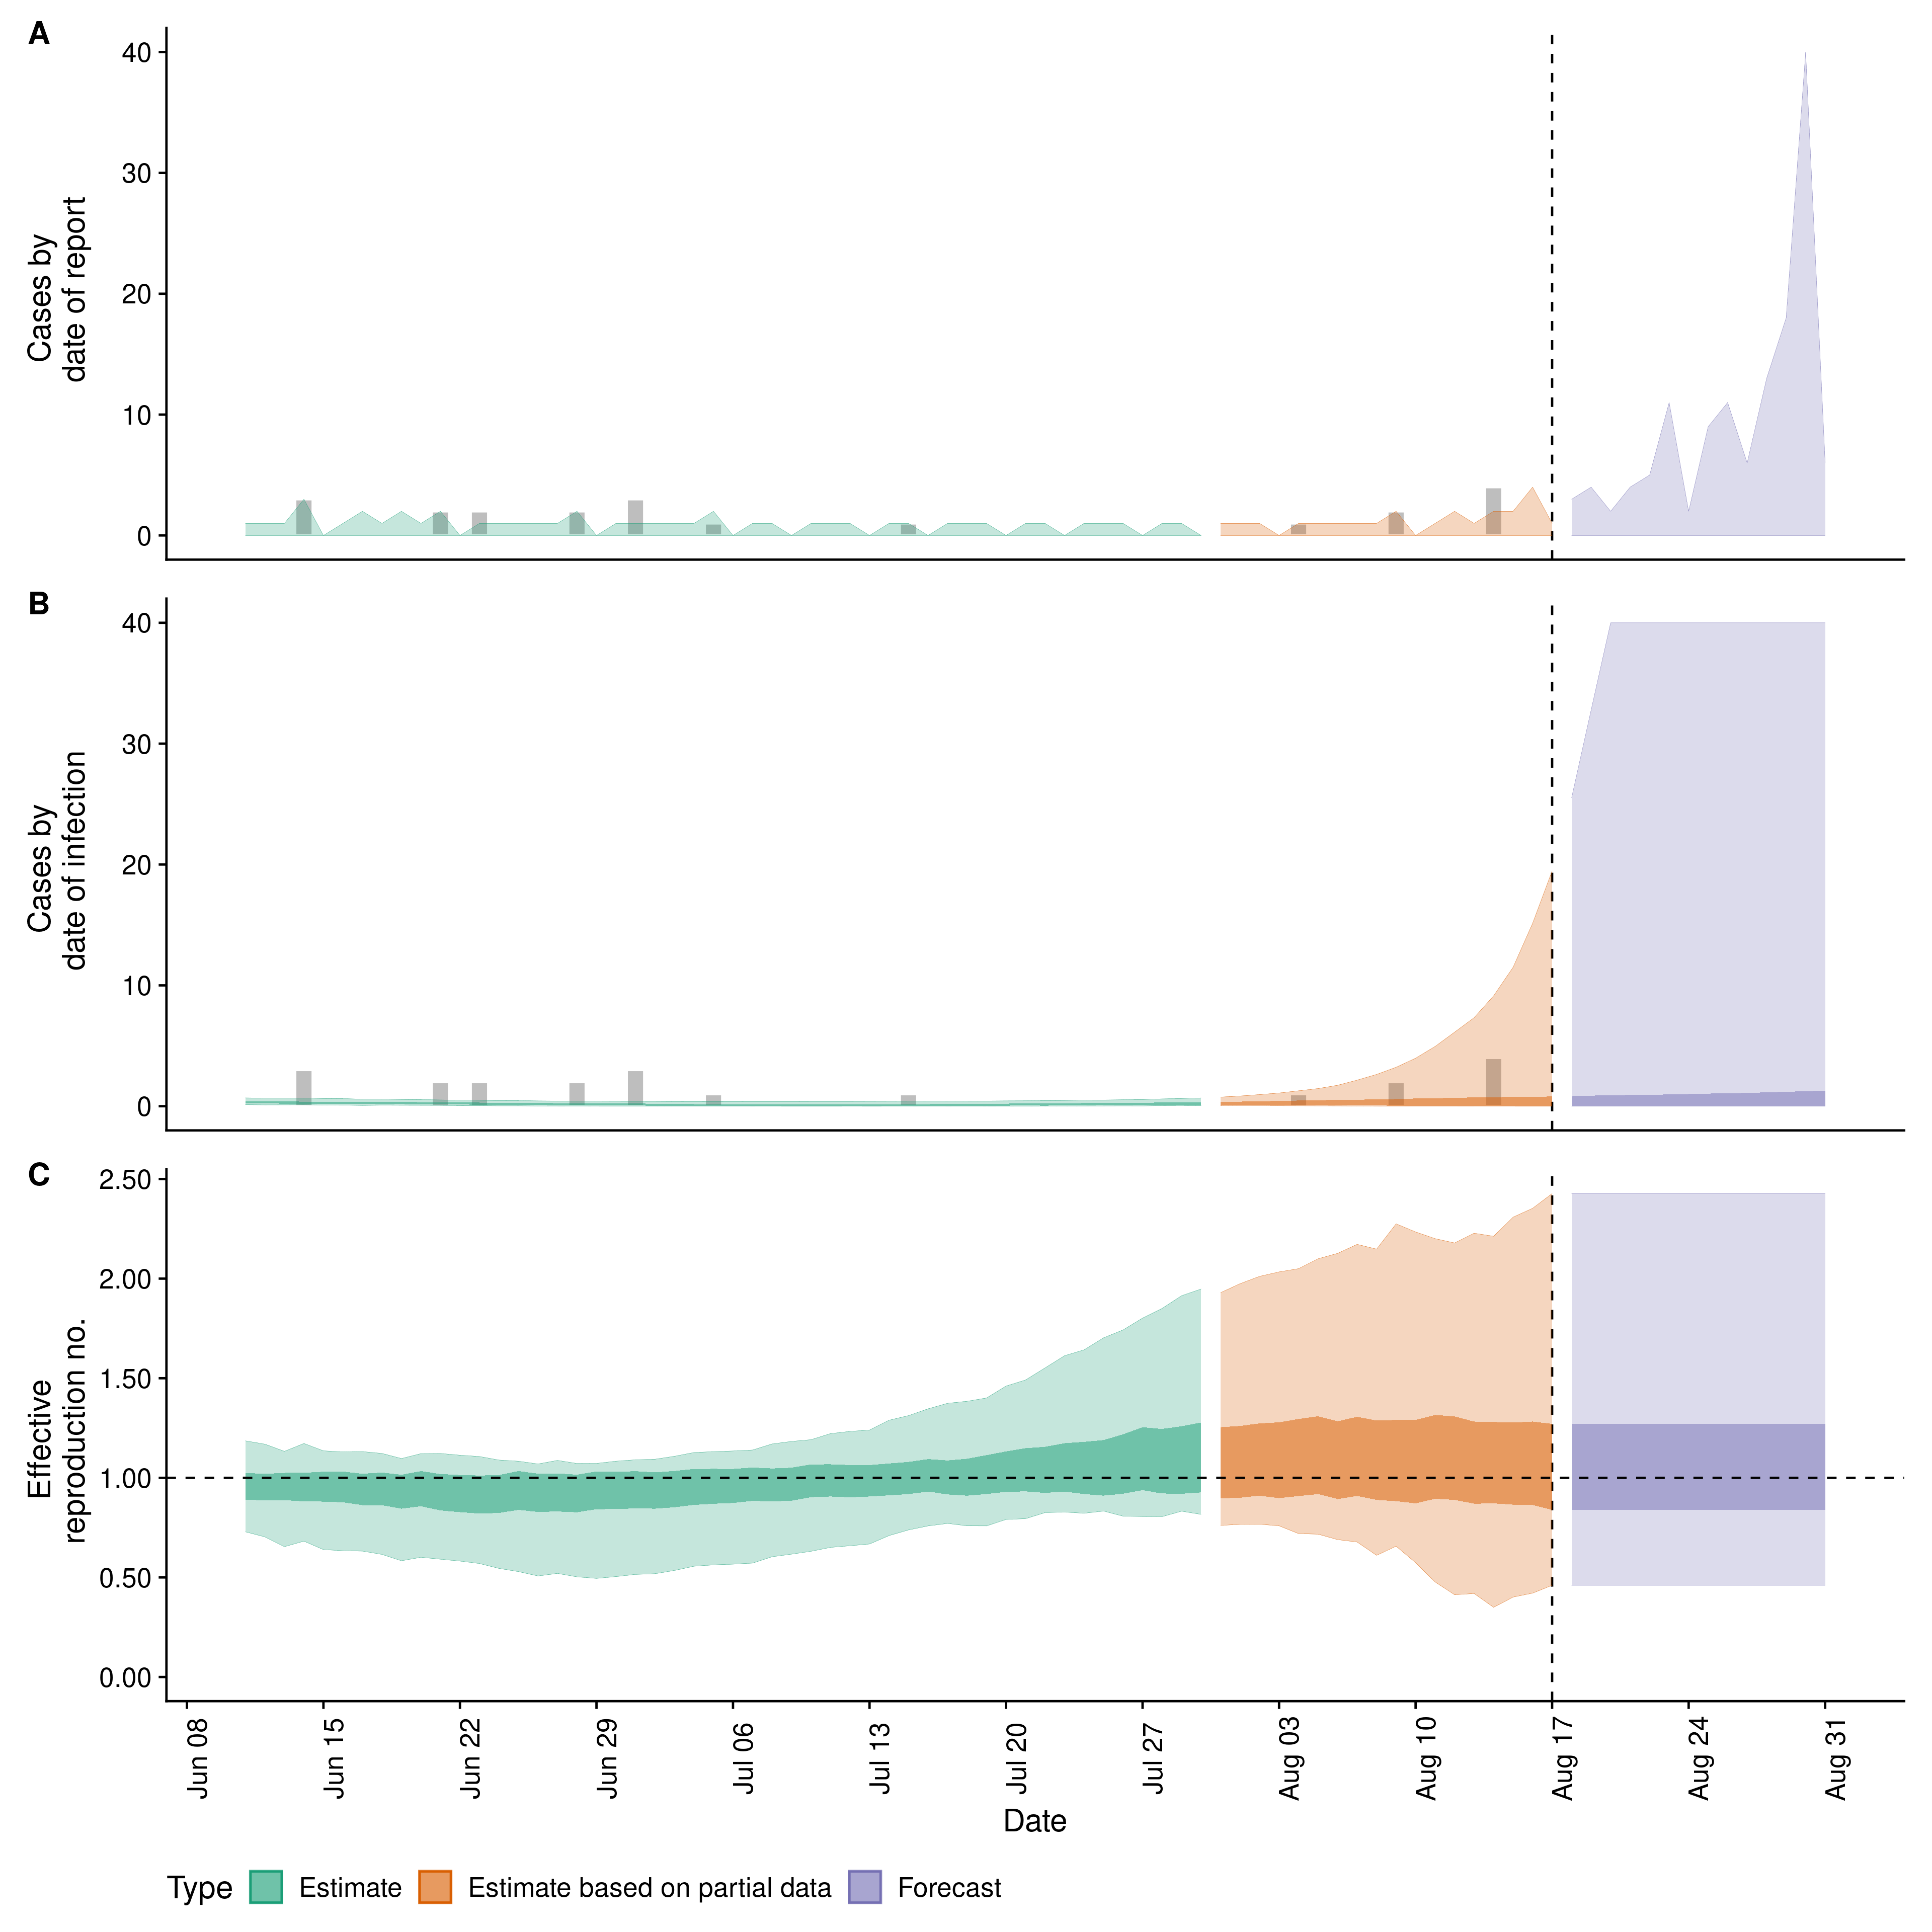 A
40
30
20
10
0
Cases by
date of report
B
40
30
20
10
0
Cases by
date of infection
C
2.50
2.00
1.50
1.00
0.50
0.00
Effective
reproduction no.
Jun 08
Jun 15
Jun 22
Jun 29
Jul 06
Jul 13
Jul 20
Jul 27
Aug 03
Aug 10
Aug 17
Aug 24
Aug 31
Date
Type Estimate Estimate based on partial data Forecast